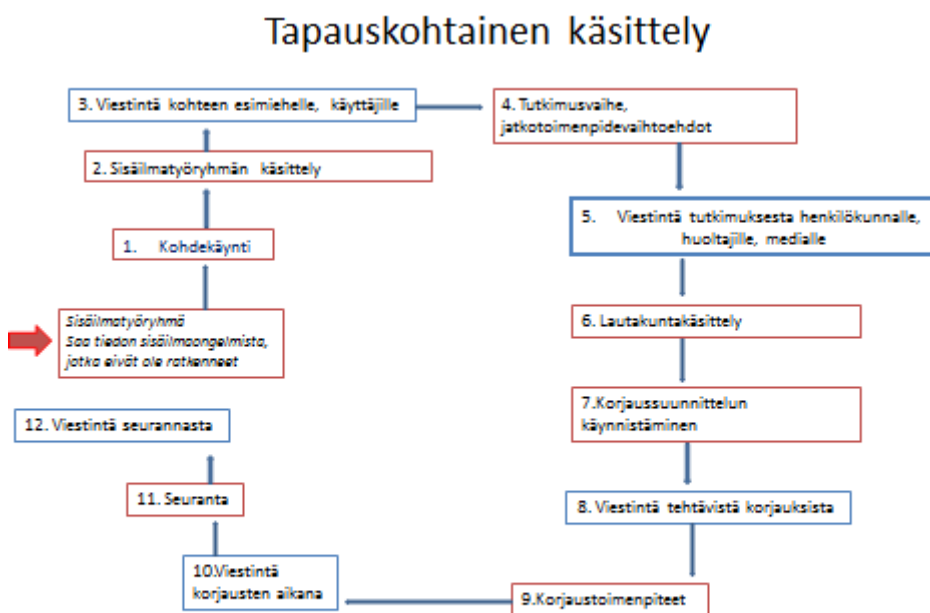 Tapauskohtainen käsittely
3. Viestintä kohteen esimiehelle, käyttäjille
4. Tutkimusvaihe,
jatkotoimenpidevaihtoehdot
2. Sisäilmatyöryhmän käsittely
5. Viestintä tutkimuksesta henkilökunnalle,
huoltajille, medialle
1. Kohdekäynti
6. Lautakuntakäsittely
Sisäilmatyöryhmä
Saa tiedon sisäilmaongelmista,
jotka eivät ole ratkenneet
7.Korjaussuunnittelun
käynnistäminen
12. Viestintä seurannasta
11. Seuranta
8. Viestintä tehtävistä korjauksista
10.Viestintä
korjausten aikana
9.Korjaustoimenpiteet